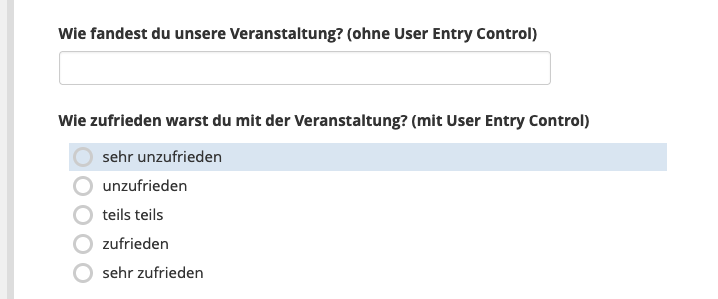 Wie fandest du unsere Veranstaltung? (ohne User Entry Control)
Wie zufrieden warst du mit der Veranstaltung? (mit User Entry Control)
sehr unzufrieden
unzufrieden
teils teils
zufrieden
sehr zufrieden